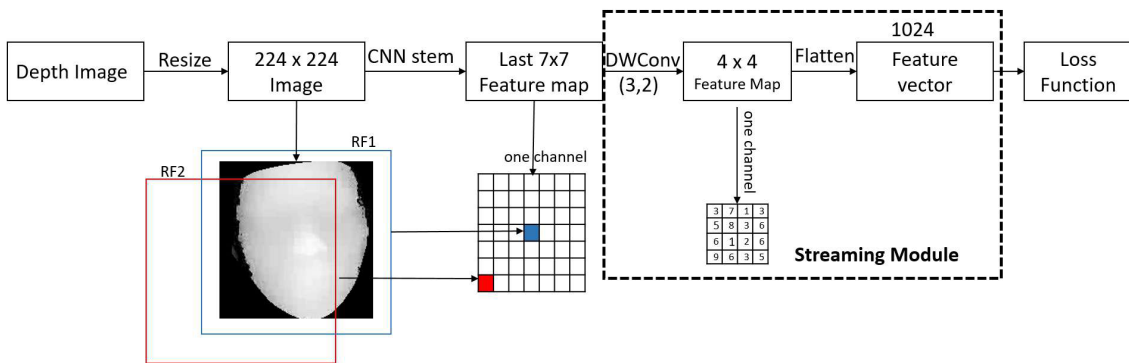 1024
Depth Image
Resize
224 x 224
Image
CNN stem
Last 7x7
Feature map
DWConv
(3,2)
4 x 4
Feature Map
Flatten
Feature
vector
Loss
Function
RF1
RF2
one channel
one channel
3 7 1 3
5 8 3 6
6 1 2 6
9 6 3 5
Streaming Module